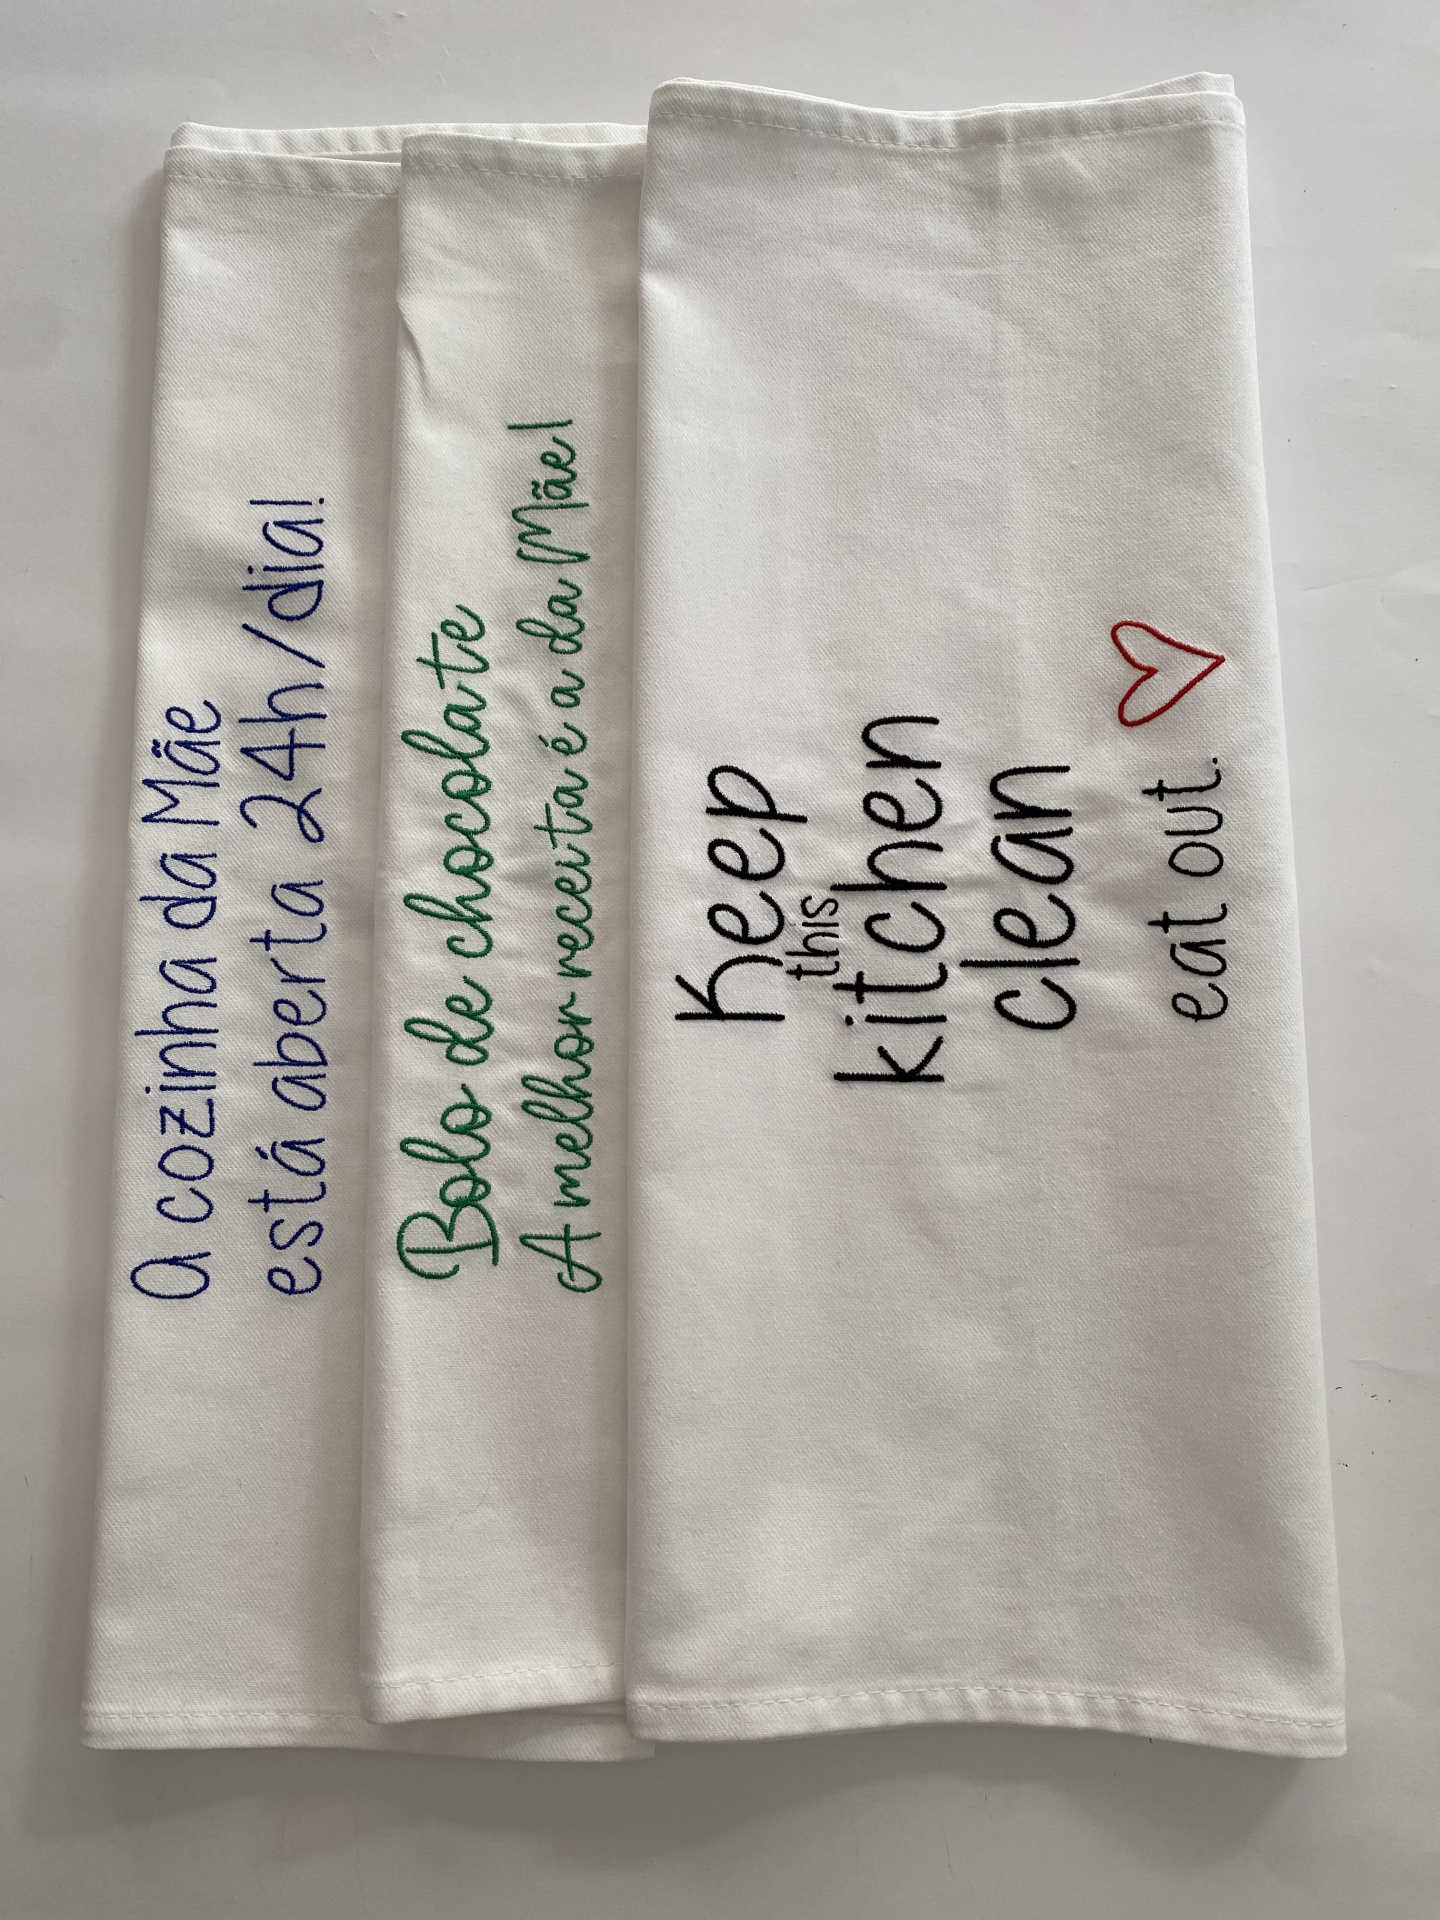 A cozinha da Mãe
está aberta 24h/dia!
Bolo de chocolate
A melhor receita é a da Mãe!
Keep
this
kitchen
clean
eat out.